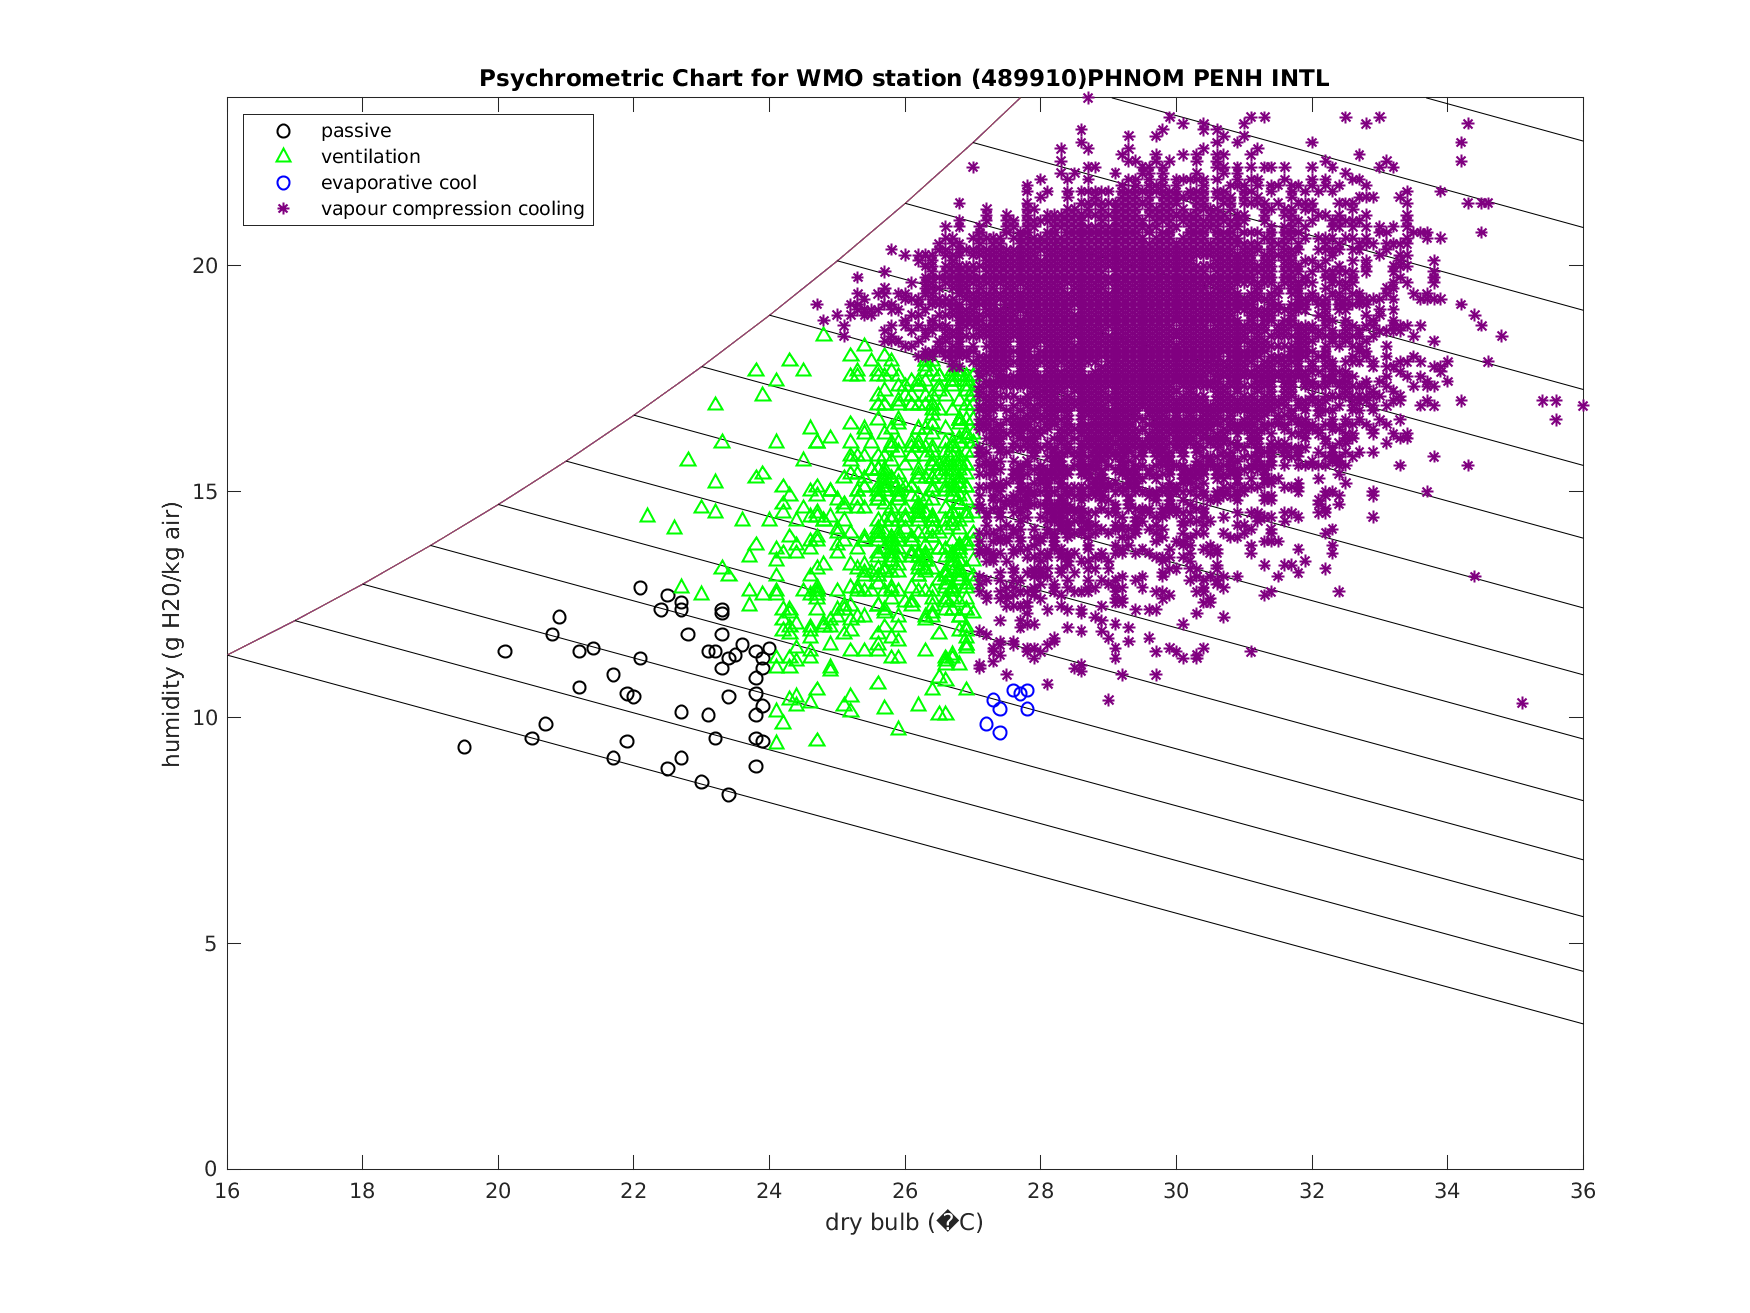 Psychrometric Chart for WMO station (489910)PHNOM PENH INTL
passive
ventilation
evaporative cool
vapour compression cooling
humidity (g H20/kg air)
20
15
10
5
0
16 18 20 22 24 26 28 30 32 34 36
dry bulb (�C)